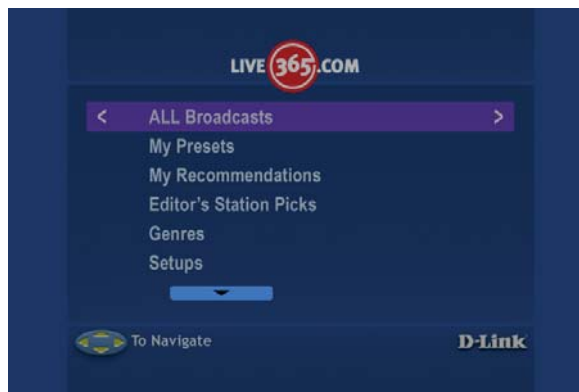 LIVE 365.COM
< ALL Broadcasts >
My Presets
My Recommendations
Editor's Station Picks
Genres
Setups
To Navigate
D-Link